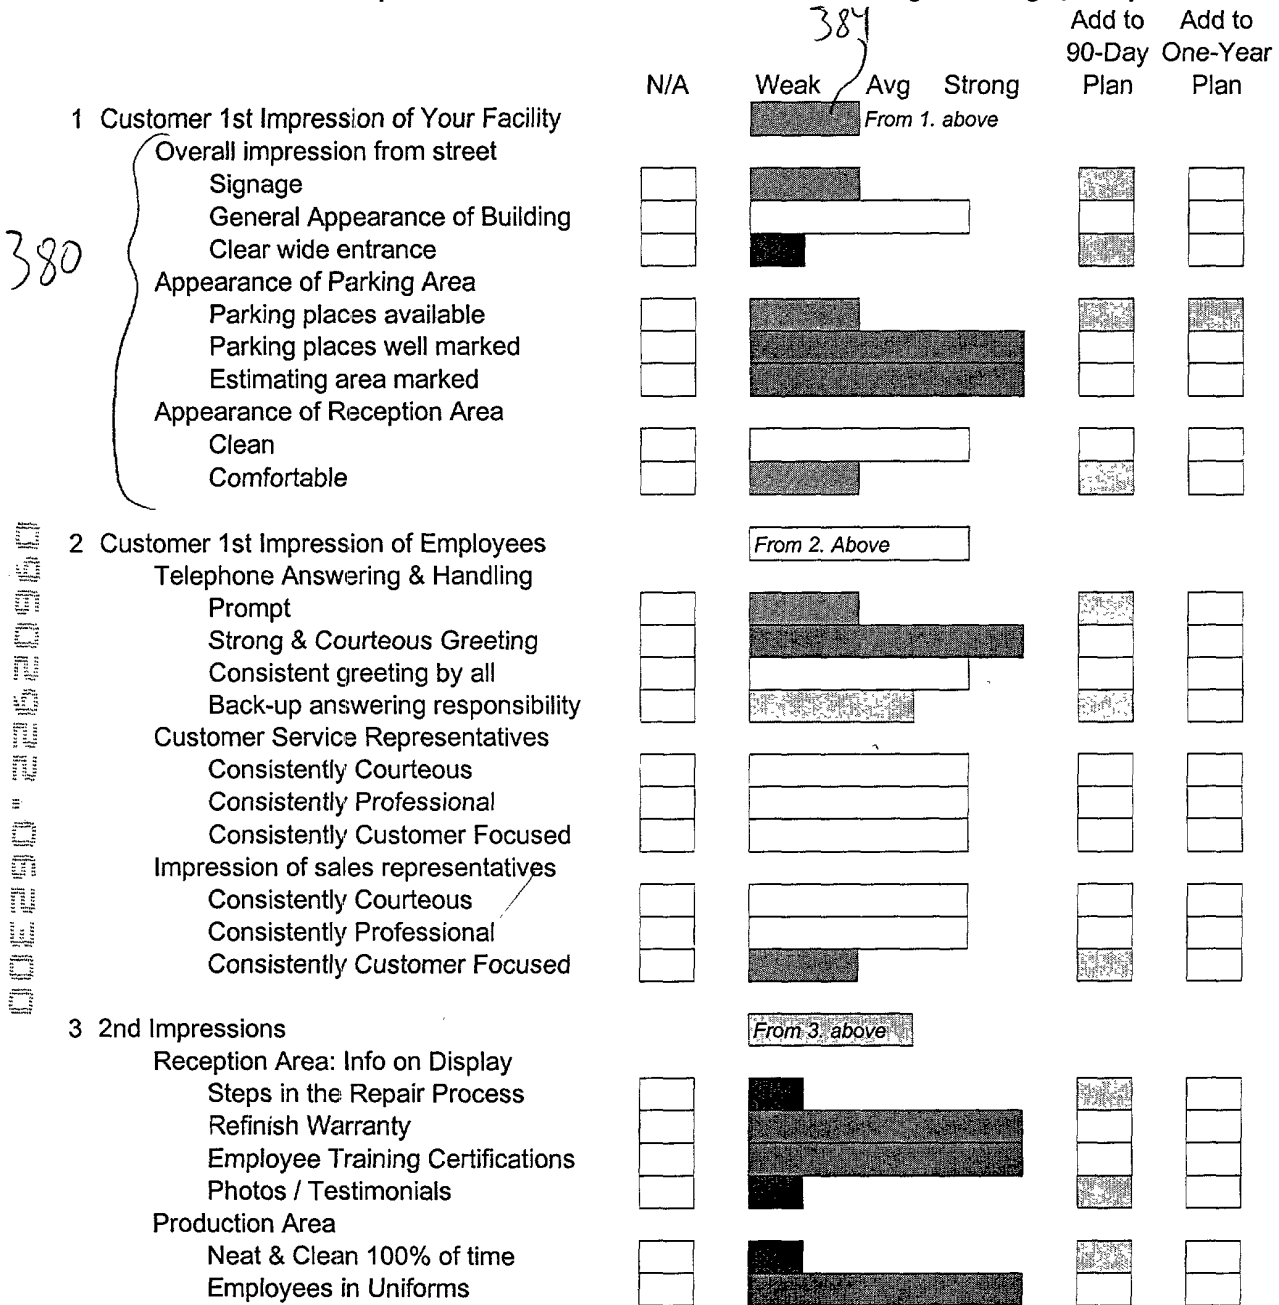 384
Add to Add to
90-Day One-Year
N/A Weak Avg Strong Plan Plan
1 Customer 1st Impression of Your Facility From 1. above
Overall impression from street
Signage
General Appearance of Building
380
Clear wide entrance
Appearance of Parking Area
Parking places available
Parking places well marked
Estimating area marked
Appearance of Reception Area
Clean
Comfortable
2 Customer 1st Impression of Employees From 2. Above
Telephone Answering & Handling
Prompt
Strong & Courteous Greeting
Consistent greeting by all
Back-up answering responsibility
Customer Service Representatives
Consistently Courteous
Consistently Professional
Consistently Customer Focused
Impression of sales representatives
Consistently Courteous
Consistently Professional
Consistently Customer Focused
3 2nd Impressions From 3. above
Reception Area: Info on Display
Steps in the Repair Process
Refinish Warranty
Employee Training Certifications
Photos / Testimonials
Production Area
Neat & Clean 100% of time
Employees in Uniforms
09602922.062300